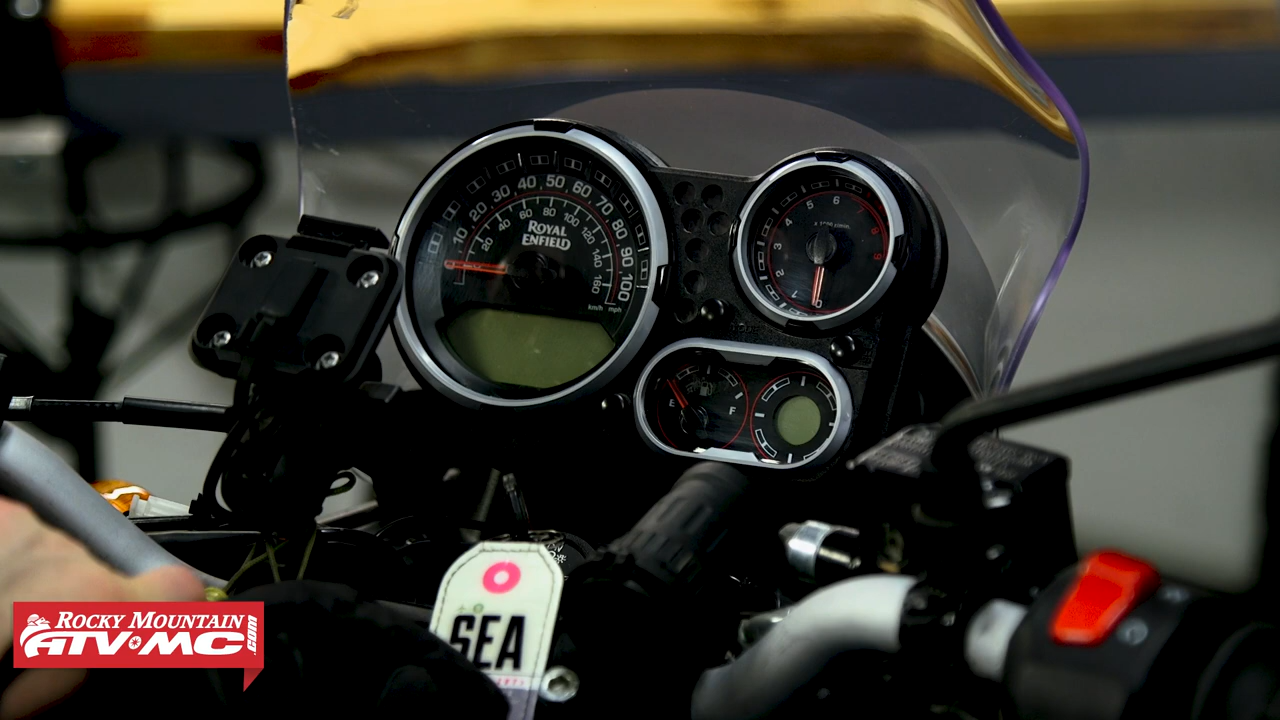 10 20 30 40 50 60 70 80 90 100
20 40 60 80 100 120 140 160
ROYAL
ENFIELD
km/h mph
0 1 2 3 4 5 6 7 8 9
E F
SEA
ROCKY MOUNTAIN
ATV MC.com